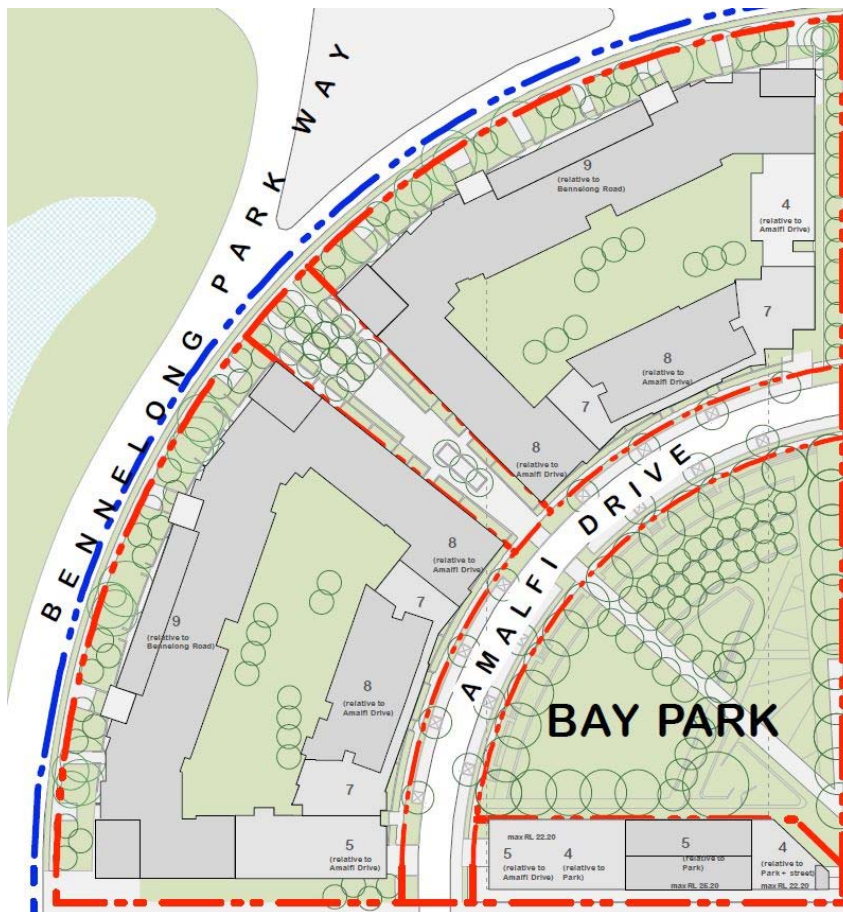 BENNELONG PARK WAY
9
(relative to
Bennelong Road)
4
(relative to
Amalfi Drive)
7
8
(relative to
Amalfi Drive)
7
8
(relative to
Amalfi Drive)
AMALFI DRIVE
8
(relative to
Amalfi Drive)
7
9
(relative to
Bennelong Road)
8
(relative to
Amalfi Drive)
7
5
(relative to
Amalfi Drive)
BAY PARK
max RL 22.20
5
(relative to
Amalfi Drive)
4
(relative to
Park)
5
(relative to
Park)
max RL 25.20
4
(relative to
Park + street)
max RL 22.20